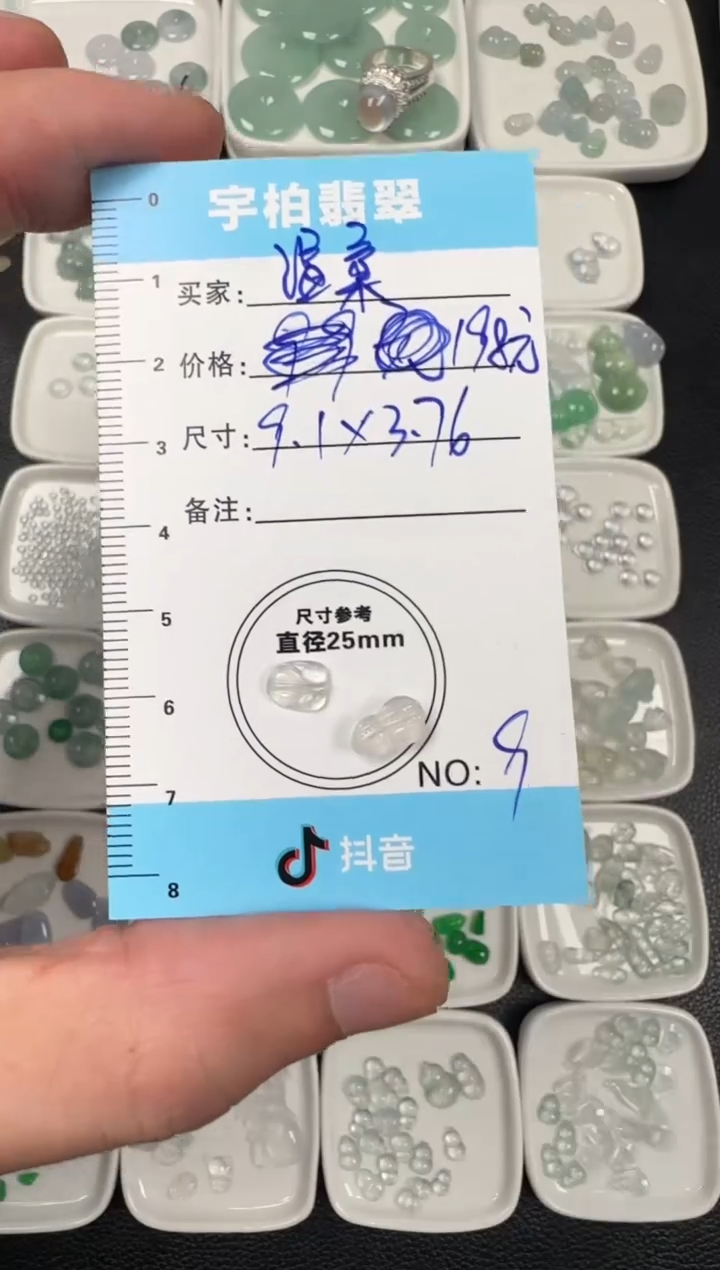 宇柏翡翠
0
1
2
3
4
5
6
7
8
买家: 温柔
价格: 198元
尺寸: 9.1×3.76
备注:
尺寸参考
直径25mm
NO: 9
抖音